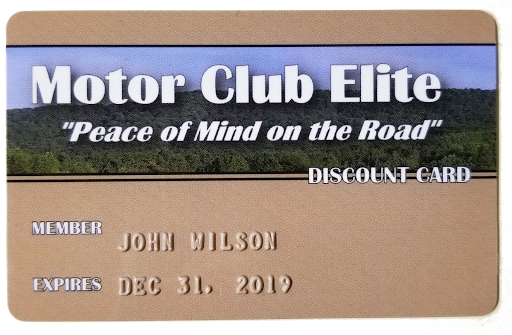 Motor Club Elite
"Peace of Mind on the Road"
DISCOUNT CARD
MEMBER JOHN WILSON
EXPIRES DEC 31, 2019